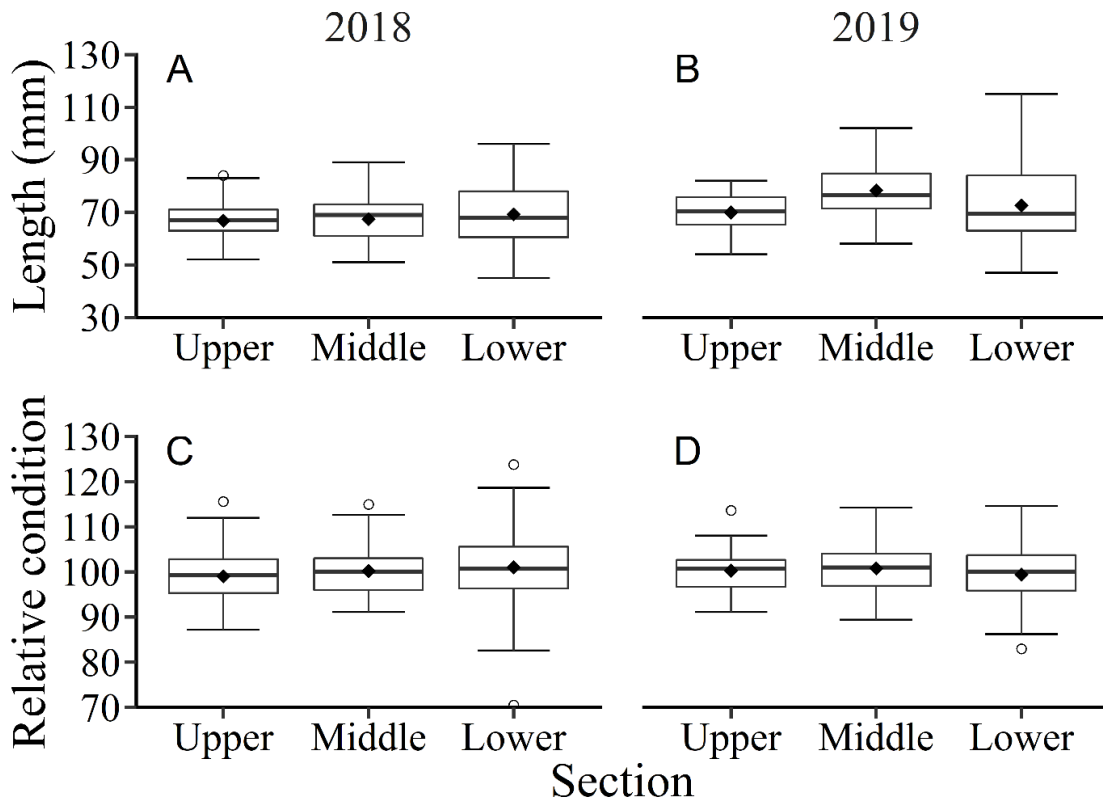 2018 2019
A B
Length (mm)
130
110
90
70
50
30
Upper Middle Lower Upper Middle Lower
C D
Relative condition
130
120
110
100
90
80
70
Upper Middle Lower Upper Middle Lower
Section